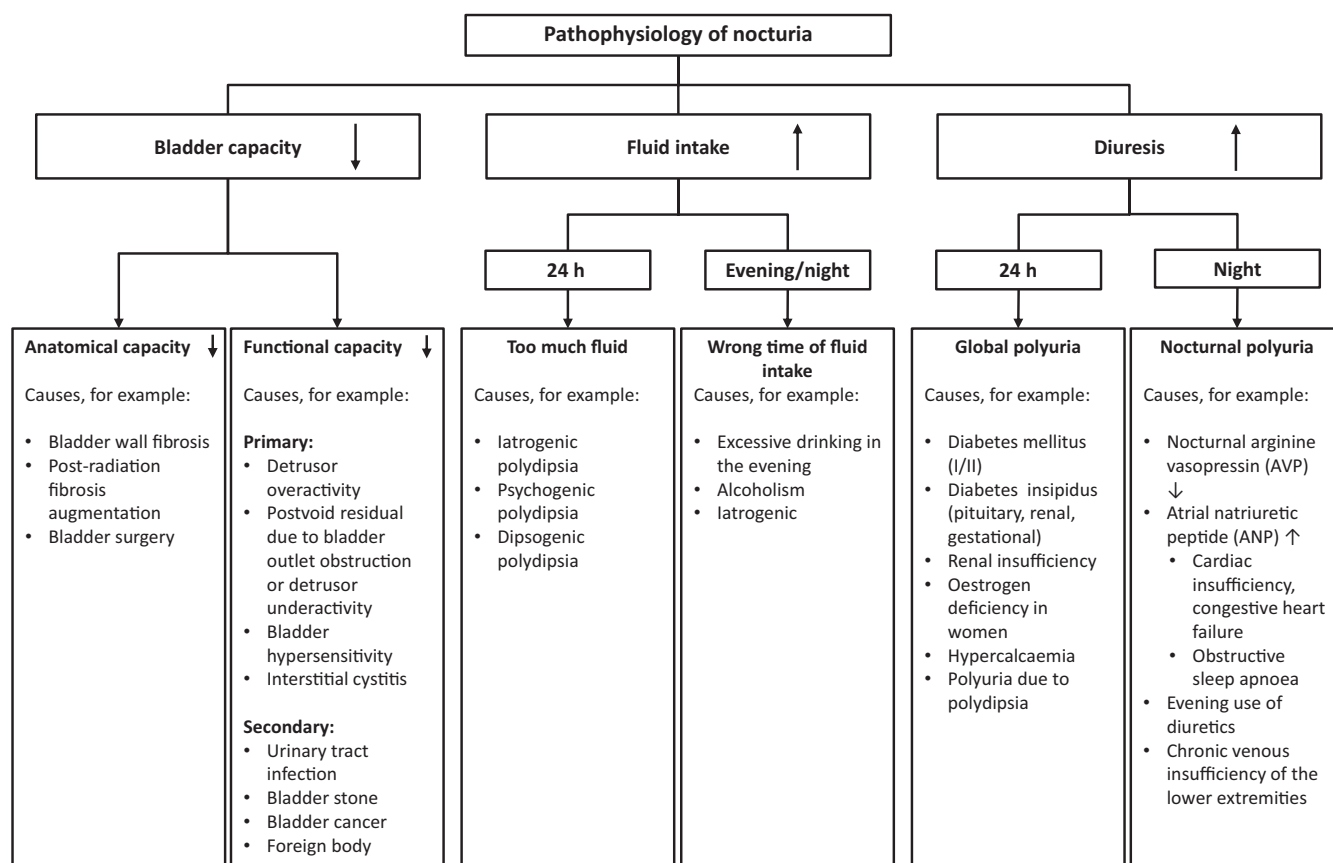 Pathophysiology of nocturia
Bladder capacity ↓
Fluid intake ↑
Diuresis ↑
24 h
Evening/night
24 h
Night
Anatomical capacity ↓
Causes, for example:
• Bladder wall fibrosis
• Post-radiation
fibrosis
augmentation
• Bladder surgery
Functional capacity ↓
Causes, for example:
Primary:
• Detrusor
overactivity
• Postvoid residual
due to bladder
outlet obstruction
or detrusor
underactivity
• Bladder
hypersensitivity
• Interstitial cystitis
Secondary:
• Urinary tract
infection
• Bladder stone
• Bladder cancer
• Foreign body
Too much fluid
Causes, for example:
• Iatrogenic
polydipsia
• Psychogenic
polydipsia
• Dipsogenic
polydipsia
Wrong time of fluid
intake
Causes, for example:
• Excessive drinking in
the evening
• Alcoholism
• Iatrogenic
Global polyuria
Causes, for example:
• Diabetes mellitus
(I/II)
• Diabetes insipidus
(pituitary, renal,
gestational)
• Renal insufficiency
• Oestrogen
deficiency in
women
• Hypercalcaemia
• Polyuria due to
polydipsia
Nocturnal polyuria
Causes, for example:
• Nocturnal arginine
vasopressin (AVP)
↓
• Atrial natriuretic
peptide (ANP) ↑
• Cardiac
insufficiency,
congestive heart
failure
• Obstructive
sleep apnoea
• Evening use of
diuretics
• Chronic venous
insufficiency of the
lower extremities